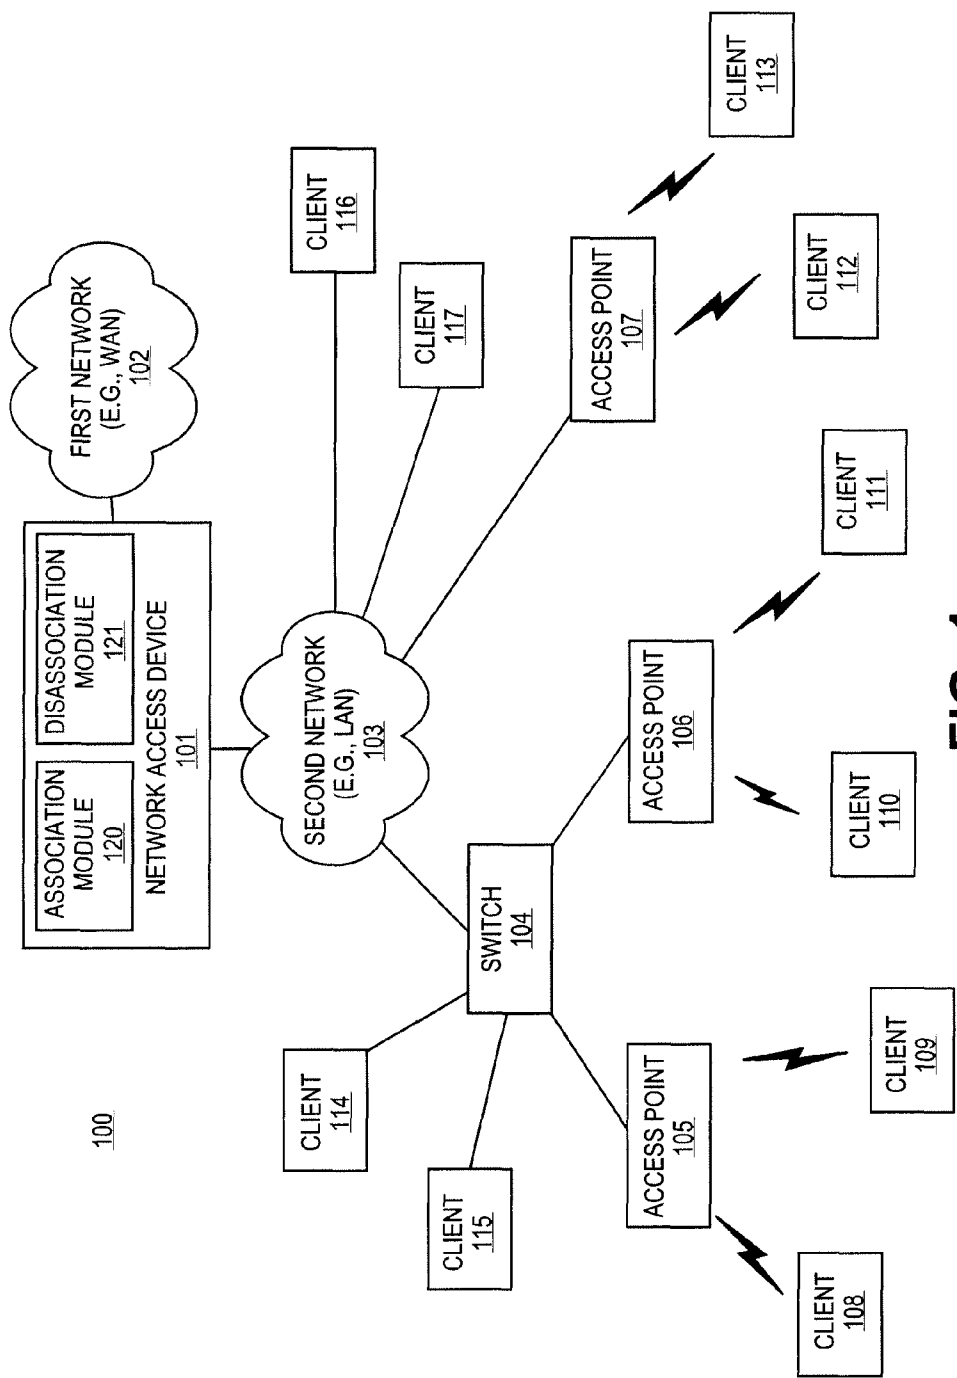 100
ASSOCIATION
MODULE
120
DISASSOCIATION
MODULE
121
NETWORK ACCESS DEVICE
101
FIRST NETWORK
(E.G., WAN)
102
SECOND NETWORK
(E.G., LAN)
103
CLIENT
114
CLIENT
116
CLIENT
115
CLIENT
117
SWITCH
104
ACCESS POINT
105
ACCESS POINT
106
ACCESS POINT
107
CLIENT
108
CLIENT
109
CLIENT
110
CLIENT
111
CLIENT
112
CLIENT
113
FIG.